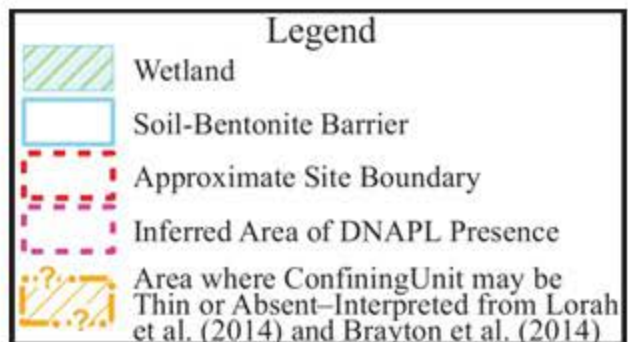 Legend
Wetland
Soil-Bentonite Barrier
Approximate Site Boundary
Inferred Area of DNAPL Presence
?
Area where ConfiningUnit may be
Thin or Absent–Interpreted from Lorah
?
et al. (2014) and Brayton et al. (2014)